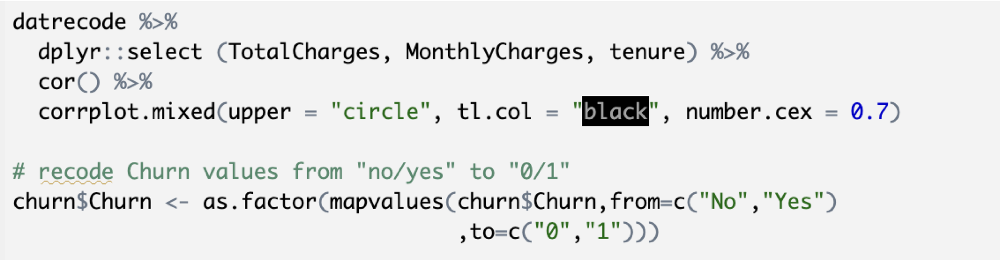 datrecode %>%
dplyr::select (TotalCharges, MonthlyCharges, tenure) %>%
cor() %>%
corrplot.mixed(upper = "circle", tl.col = "black", number.cex = 0.7)
# recode Churn values from "no/yes" to "0/1"
churn$Churn <- as.factor(mapvalues(churn$Churn,from=c("No","Yes")
,to=c("0","1")))